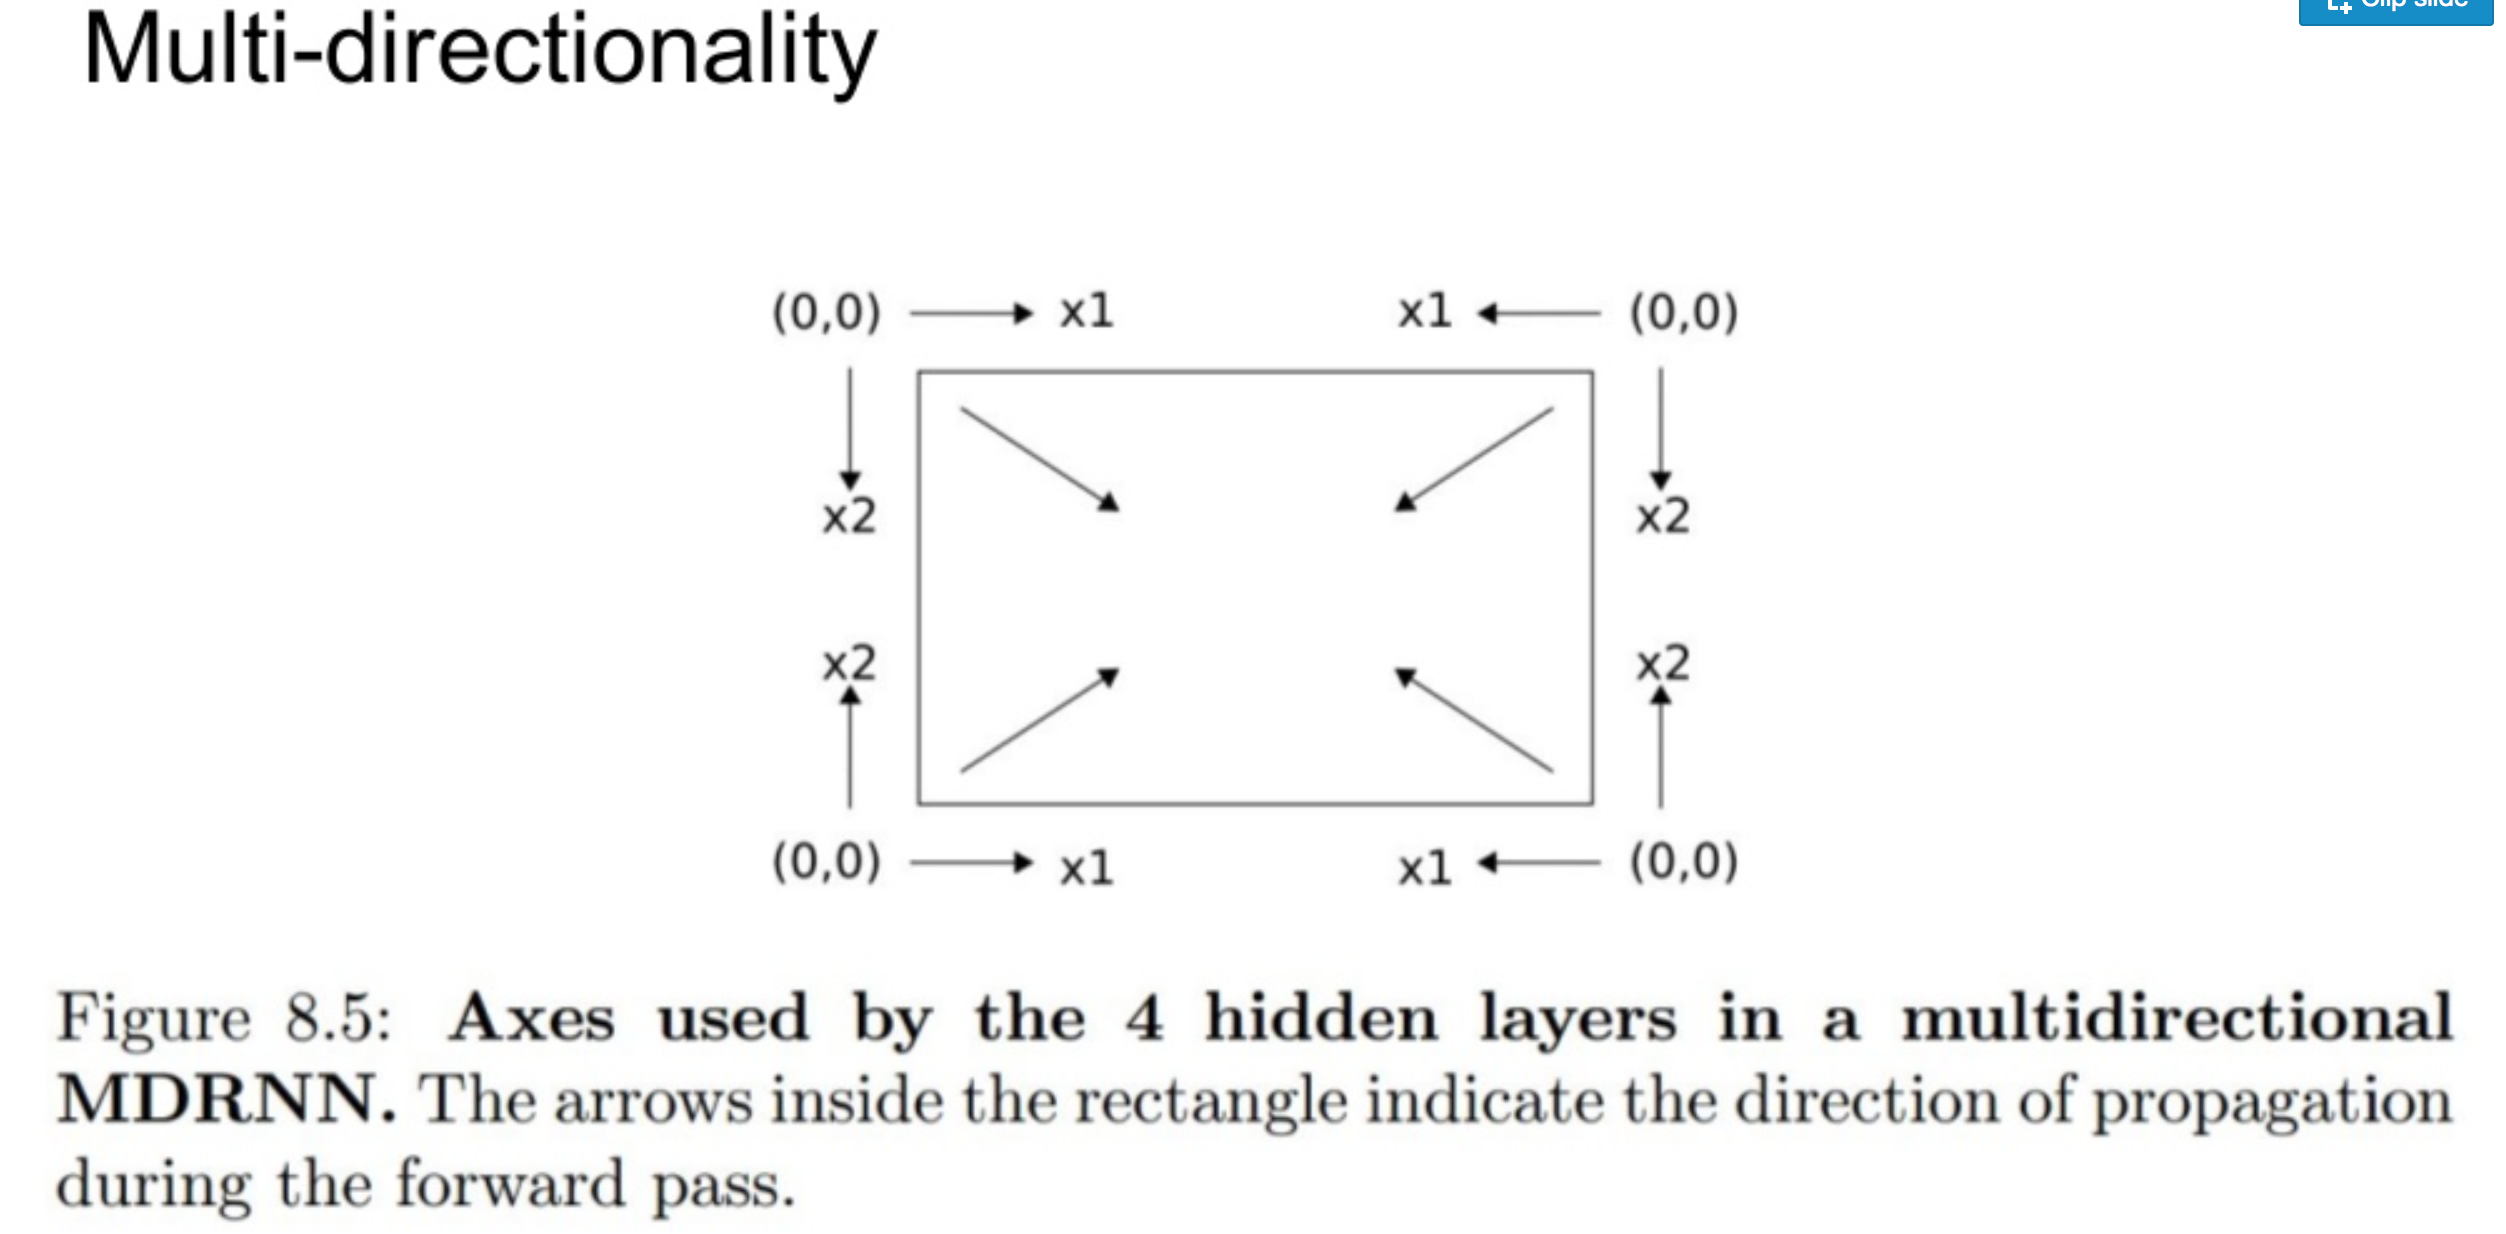 Clip slide
Multi-directionality
(0,0) x1 x1 (0,0)
x2 x2
x2 x2
(0,0) x1 x1 (0,0)
Figure 8.5: Axes used by the 4 hidden layers in a multidirectional
MDRNN. The arrows inside the rectangle indicate the direction of propagation
during the forward pass.